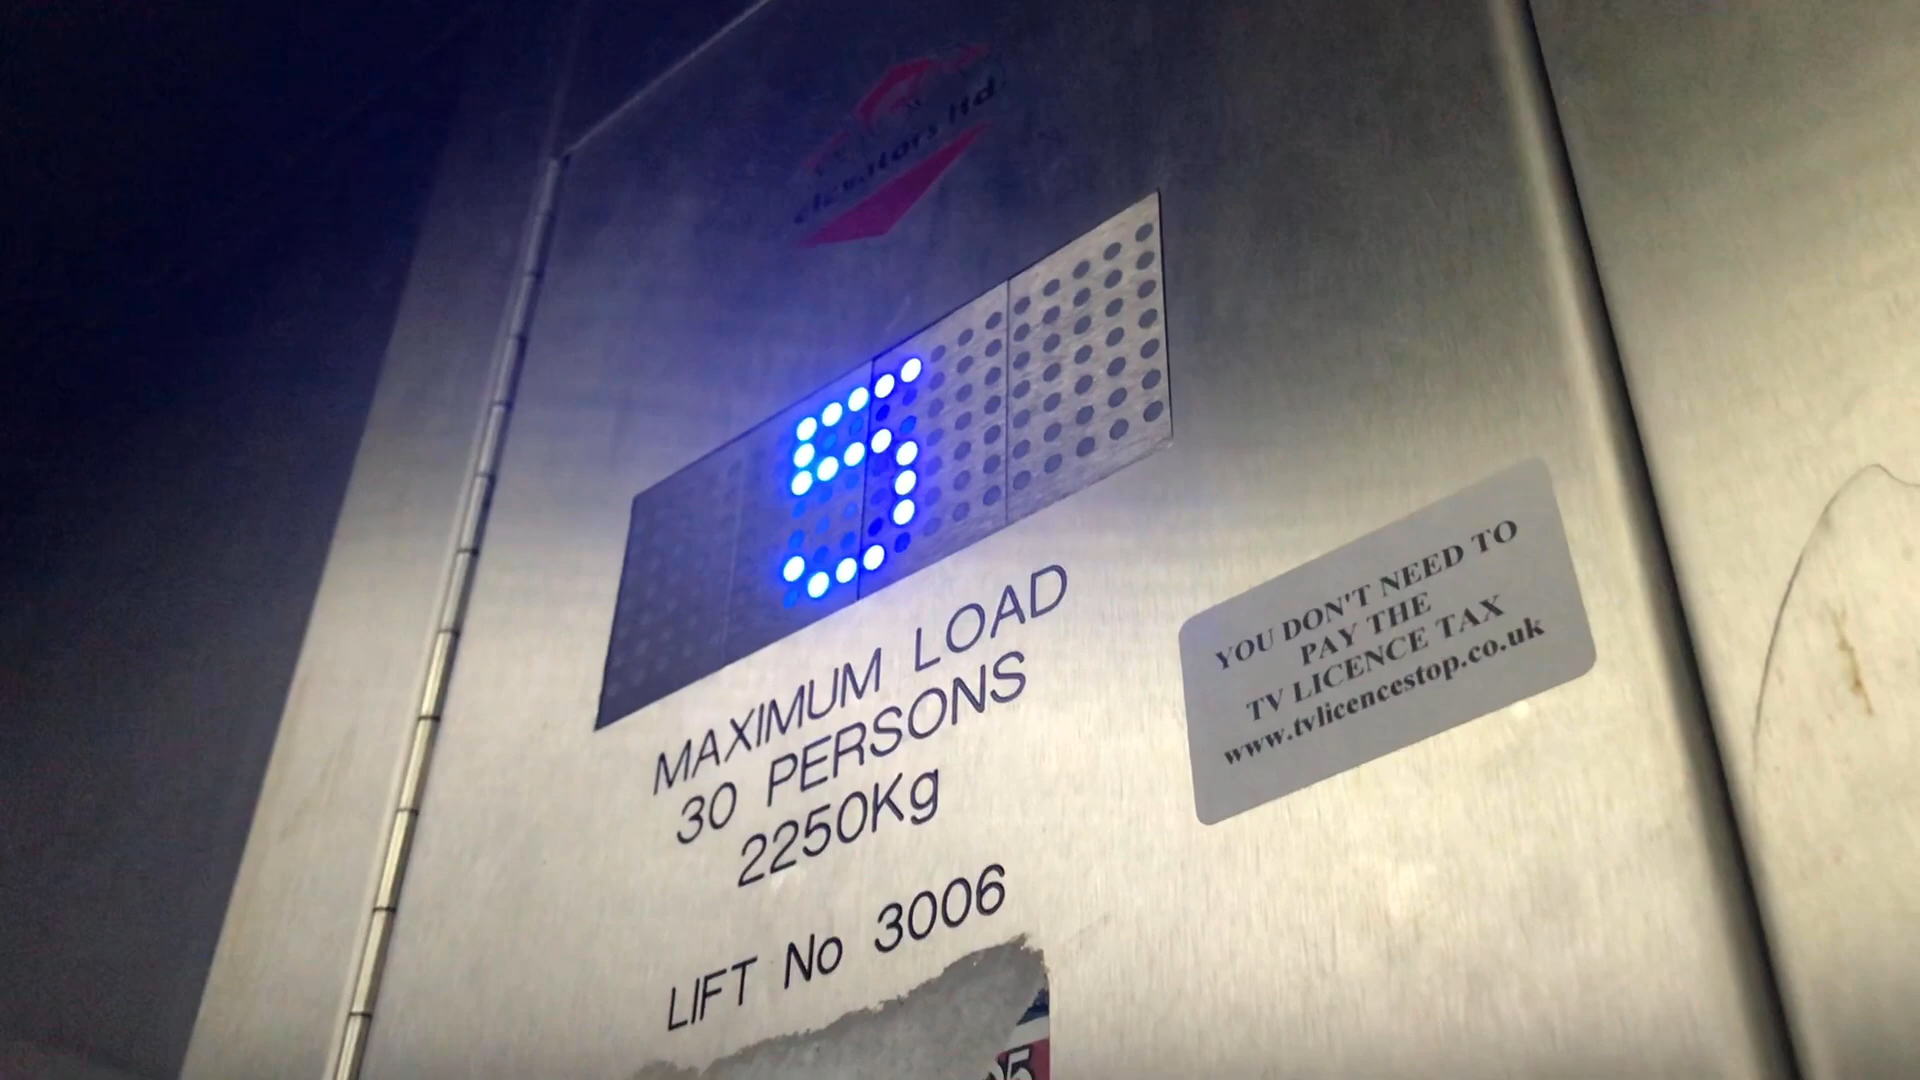 elevators ltd.
5
MAXIMUM LOAD
30 PERSONS
2250Kg
LIFT No 3006
YOU DON'T NEED TO
PAY THE
TV LICENCE TAX
www.tvlicencestop.co.uk